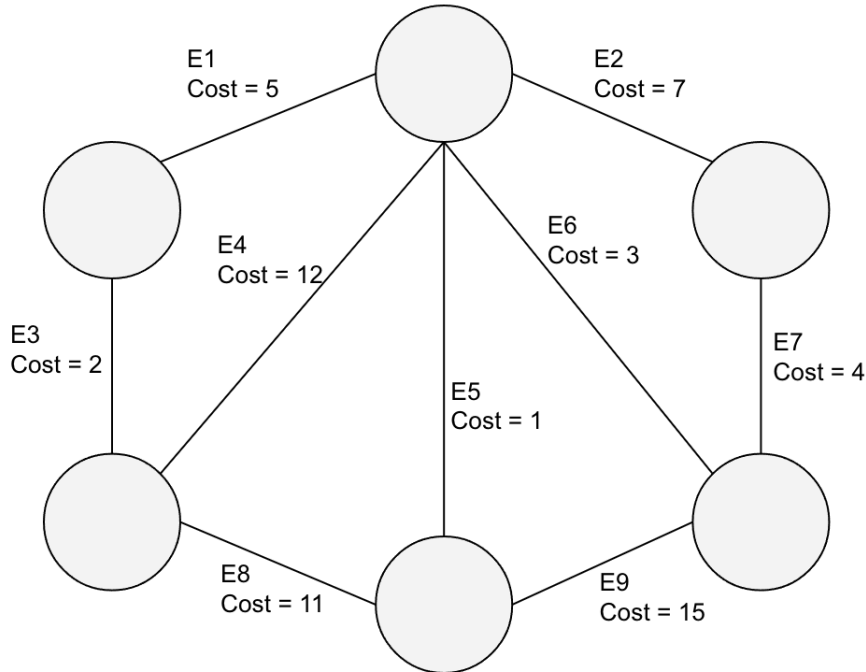 E1
Cost = 5
E2
Cost = 7
E4
Cost = 12
E6
Cost = 3
E3
Cost = 2
E7
Cost = 4
E5
Cost = 1
E8
Cost = 11
E9
Cost = 15